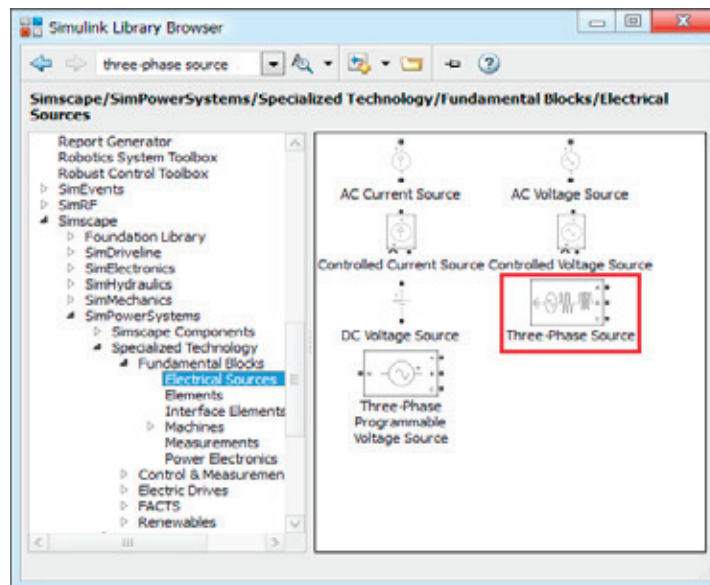 Simulink Library Browser
three-phase source
Simscape/SimPowerSystems/Specialized Technology/Fundamental Blocks/Electrical
Sources
Report Generator
Robotics System Toolbox
Robust Control Toolbox
SimEvents
SimRF
Simscape
Foundation Library
SimDriveline
SimElectronics
SimHydraulics
SimMechanics
SimPowerSystems
Simscape Components
Specialized Technology
Fundamental Blocks
Electrical Sources
Elements
Interface Elements
Machines
Measurements
Power Electronics
Control & Measuremen
Electric Drives
FACTS
Renewables
AC Current Source
AC Voltage Source
Controlled Current Source
Controlled Voltage Source
DC Voltage Source
Three-Phase Source
Three-Phase
Programmable
Voltage Source